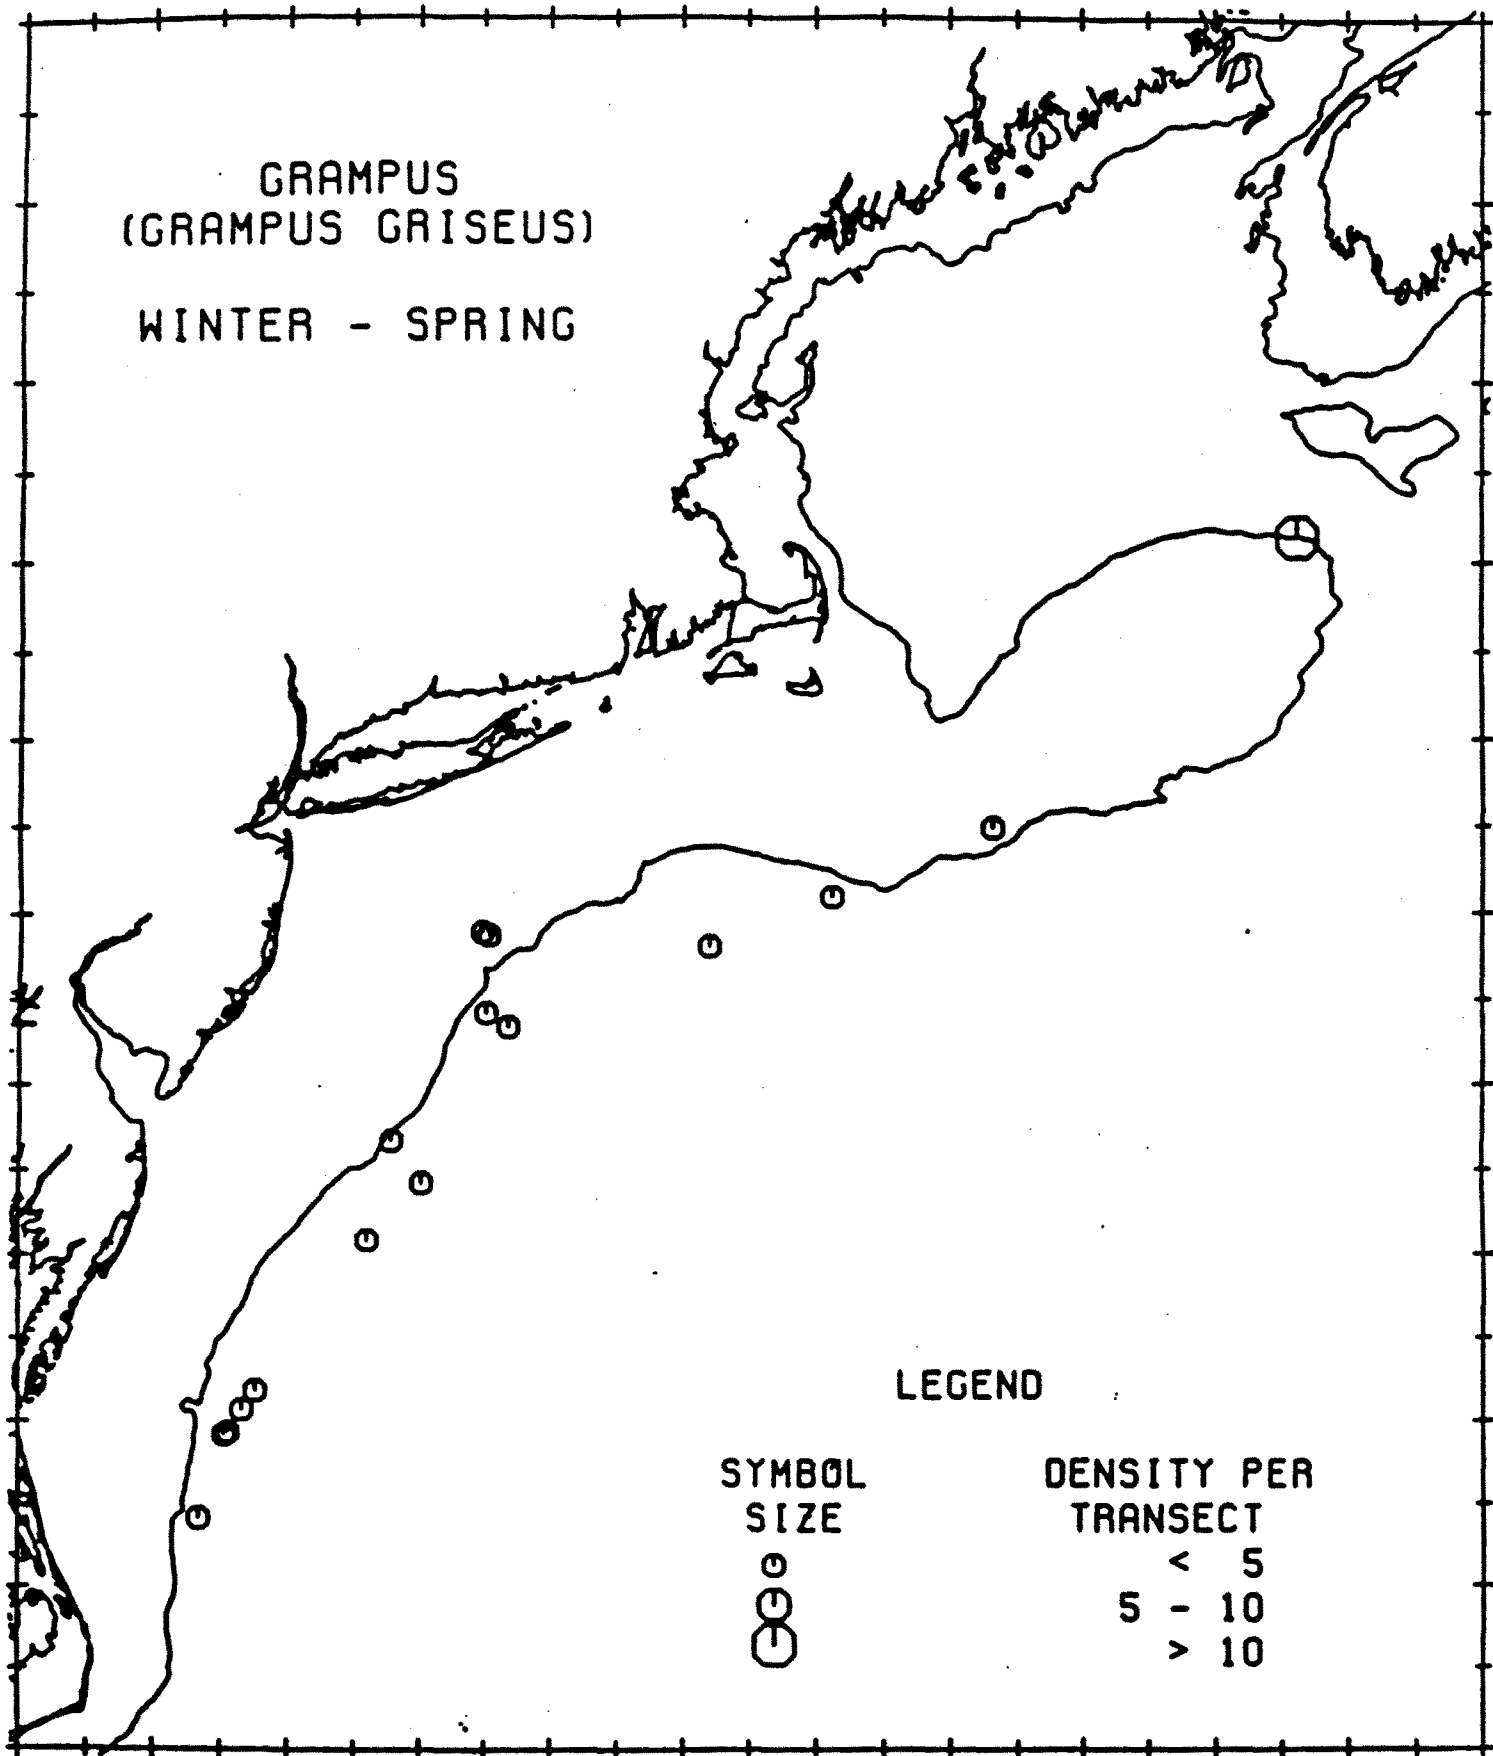 GRAMPUS
(GRAMPUS GRISEUS)
WINTER - SPRING
LEGEND
SYMBOL SIZE
DENSITY PER TRANSECT
< 5
5 - 10
> 10